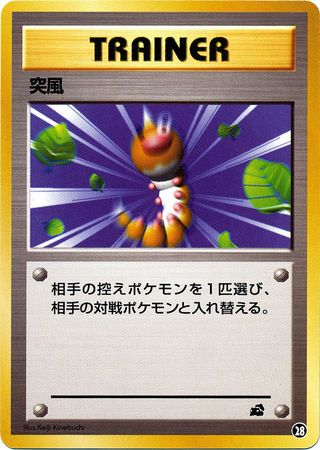 TRAINER
突風
相手の控えポケモンを1匹選び、
相手の対戦ポケモンと入れ替える。
Illus.Keiji Kinebuchi
28